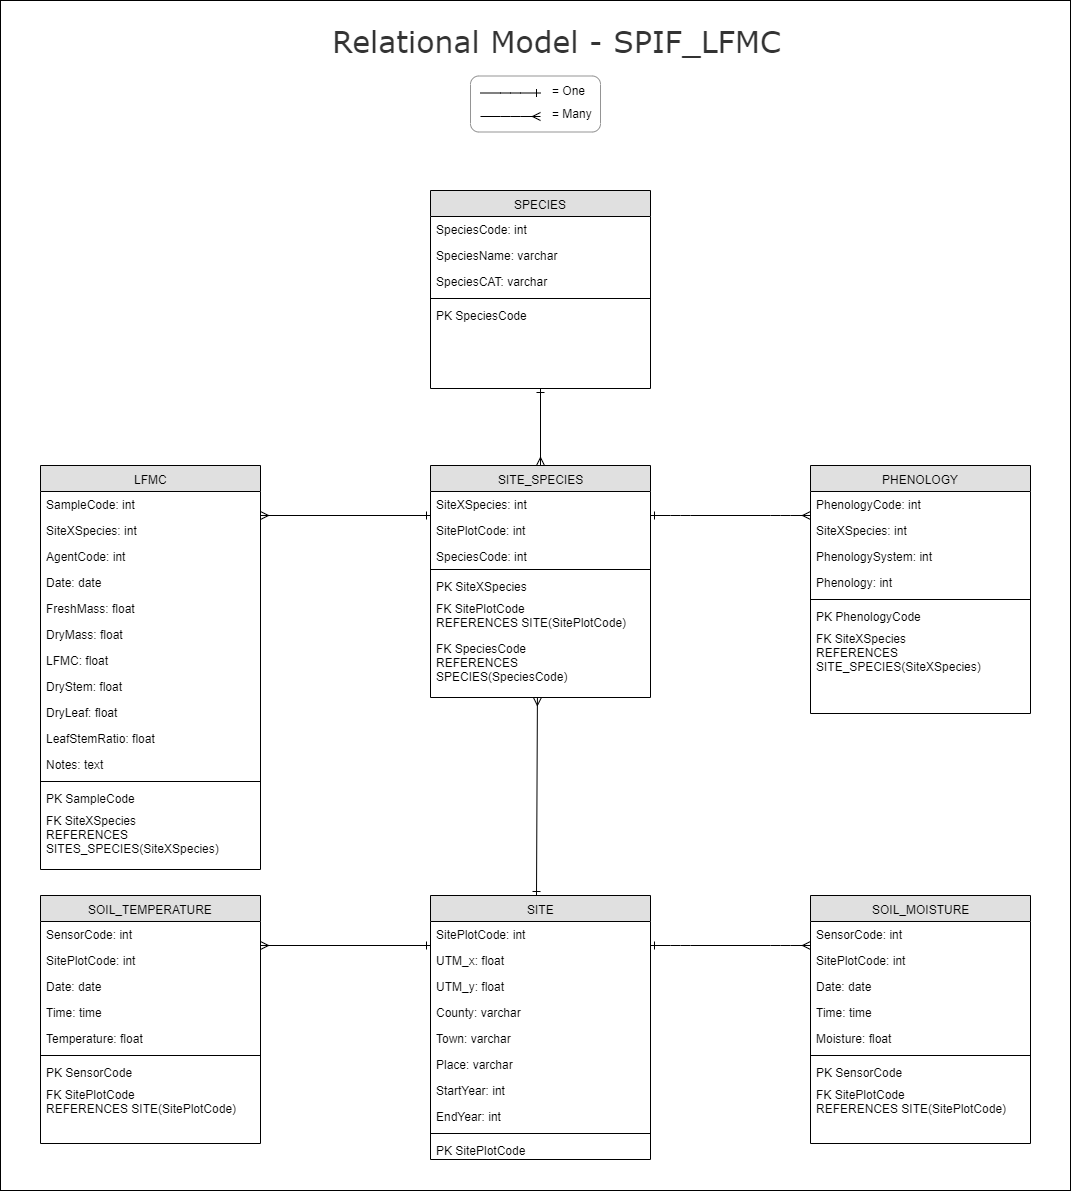 Relational Model - SPIF_LFMC
= One
= Many
SPECIES
SpeciesCode: int
SpeciesName: varchar
SpeciesCAT: varchar
PK SpeciesCode
LFMC
SampleCode: int
SiteXSpecies: int
AgentCode: int
Date: date
FreshMass: float
DryMass: float
LFMC: float
DryStem: float
DryLeaf: float
LeafStemRatio: float
Notes: text
PK SampleCode
FK SiteXSpecies
REFERENCES
SITES_SPECIES(SiteXSpecies)
SITE_SPECIES
SiteXSpecies: int
SitePlotCode: int
SpeciesCode: int
PK SiteXSpecies
FK SitePlotCode
REFERENCES SITE(SitePlotCode)
FK SpeciesCode
REFERENCES
SPECIES(SpeciesCode)
PHENOLOGY
PhenologyCode: int
SiteXSpecies: int
PhenologySystem: int
Phenology: int
PK PhenologyCode
FK SiteXSpecies
REFERENCES
SITE_SPECIES(SiteXSpecies)
SOIL_TEMPERATURE
SensorCode: int
SitePlotCode: int
Date: date
Time: time
Temperature: float
PK SensorCode
FK SitePlotCode
REFERENCES SITE(SitePlotCode)
SITE
SitePlotCode: int
UTM_x: float
UTM_y: float
County: varchar
Town: varchar
Place: varchar
StartYear: int
EndYear: int
PK SitePlotCode
SOIL_MOISTURE
SensorCode: int
SitePlotCode: int
Date: date
Time: time
Moisture: float
PK SensorCode
FK SitePlotCode
REFERENCES SITE(SitePlotCode)